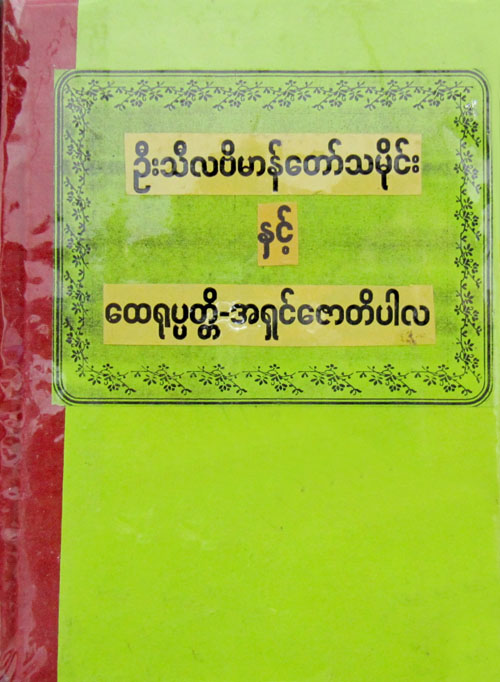 ဦးသီလဗိမာန်တော်သမိုင်း
နှင့်
ထေရုပ္ပတ္တိ-အရှင်ဇောတိပါလ